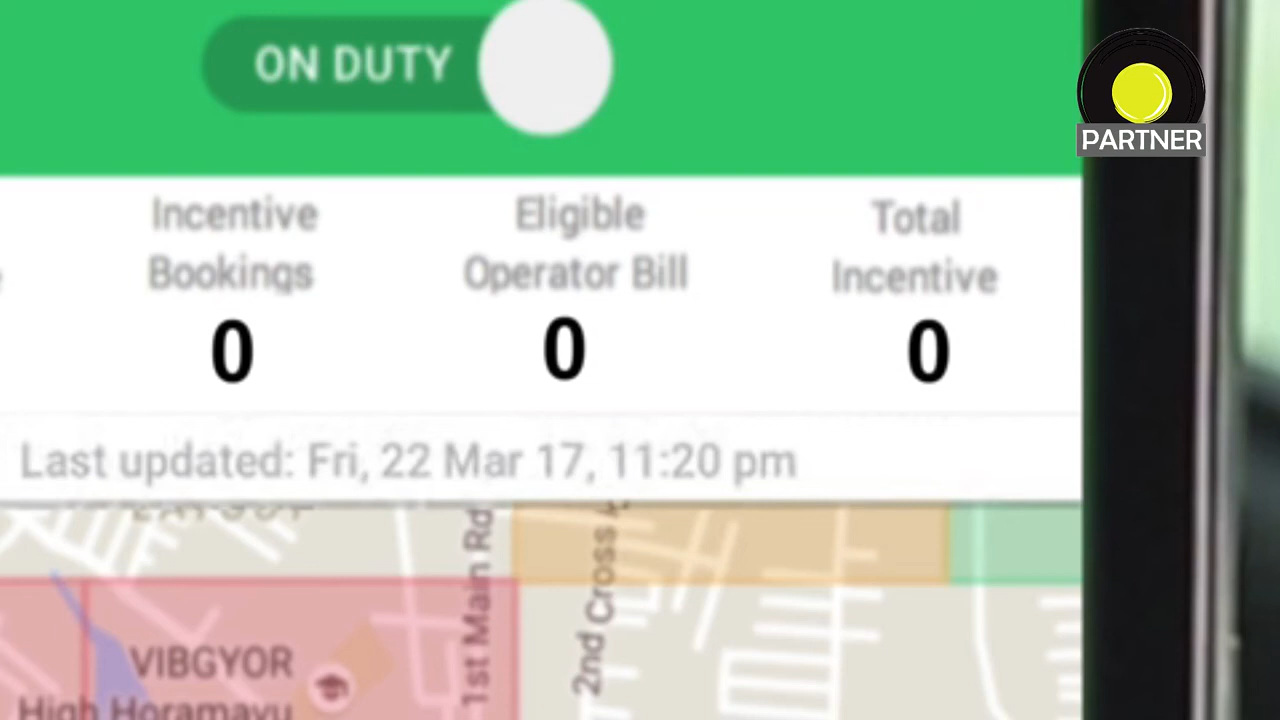 ON DUTY
PARTNER
Incentive Bookings
0
Eligible Operator Bill
0
Total Incentive
0
Last updated: Fri, 22 Mar 17, 11:20 pm
1st Main Rd
2nd Cross
VIBGYOR
High Horamavu